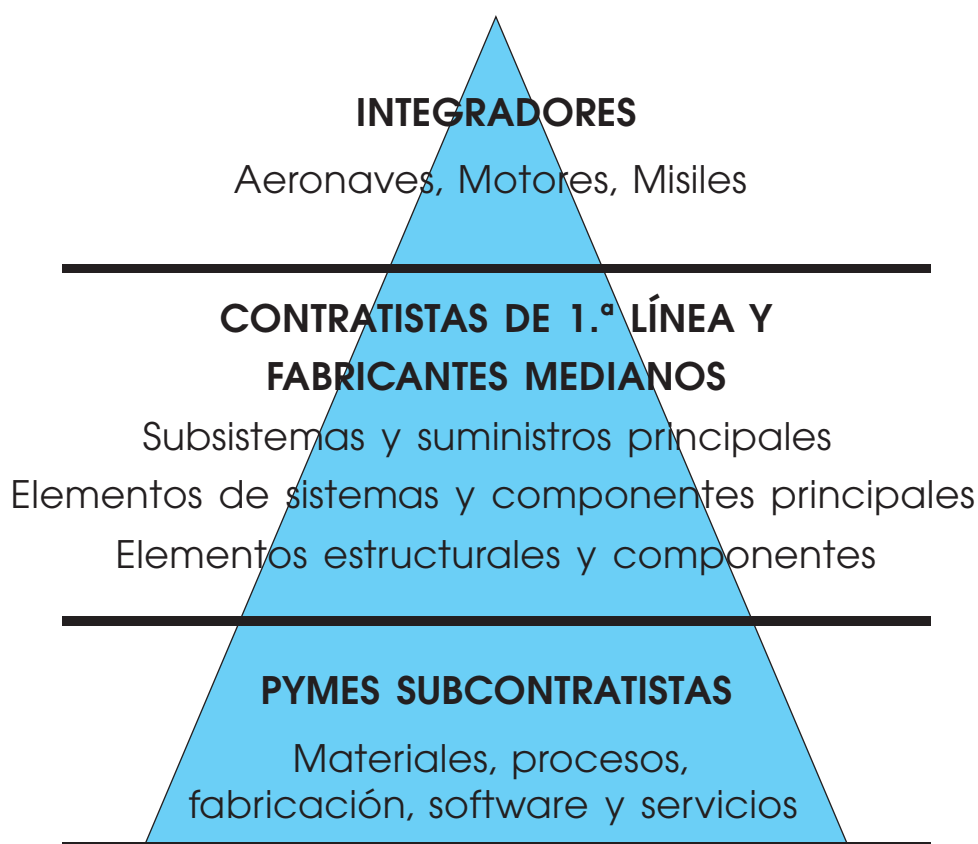 INTEGRADORES
Aeronaves, Motores, Misiles
CONTRATISTAS DE 1.ª LÍNEA Y
FABRICANTES MEDIANOS
Subsistemas y suministros principales
Elementos de sistemas y componentes principales
Elementos estructurales y componentes
PYMES SUBCONTRATISTAS
Materiales, procesos,
fabricación, software y servicios